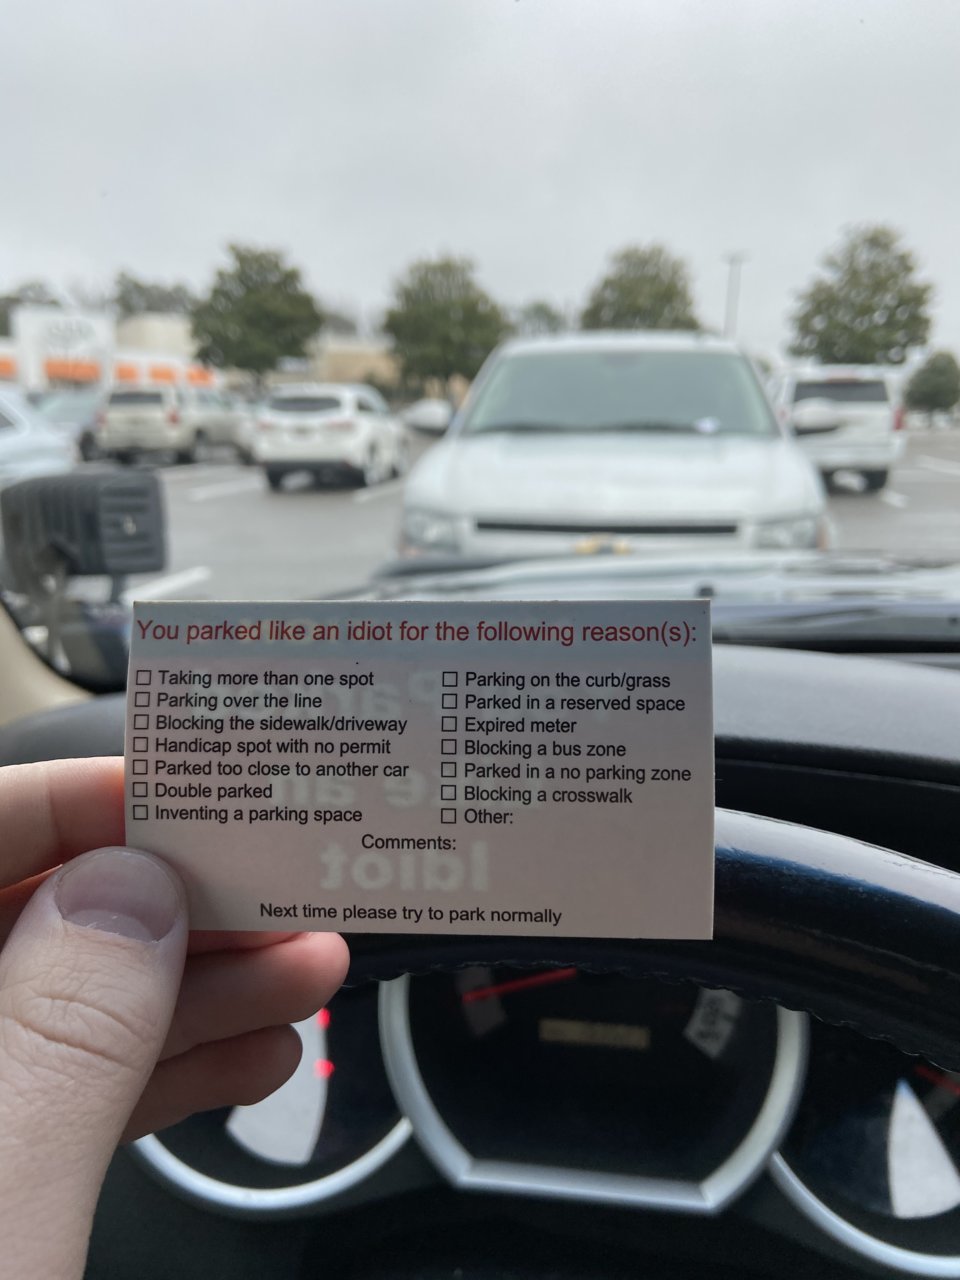 You parked like an idiot for the following reason(s):
☐ Taking more than one spot
☐ Parking over the line
☐ Blocking the sidewalk/driveway
☐ Handicap spot with no permit
☐ Parked too close to another car
☐ Double parked
☐ Inventing a parking space
☐ Parking on the curb/grass
☐ Parked in a reserved space
☐ Expired meter
☐ Blocking a bus zone
☐ Parked in a no parking zone
☐ Blocking a crosswalk
☐ Other:
Comments:
Idiot
Next time please try to park normally